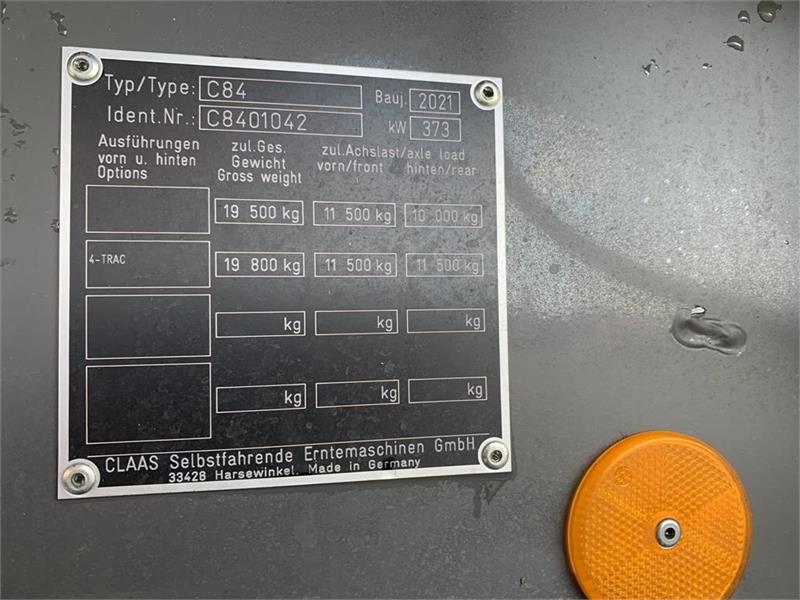 Typ/Type: C84 Bauj. 2021
Ident.Nr.: C8401042 kW 373
Ausführungen zul.Ges. zul.Achslast/axle load
vorn u. hinten Gewicht vorn/front hinten/rear
Options Gross weight
19 500 kg 11 500 kg 10 000 kg
4-TRAC 19 800 kg 11 500 kg 11 500 kg
kg kg kg
kg kg kg
CLAAS Selbstfahrende Erntemaschinen GmbH
33428 Harsewinkel, Made in Germany